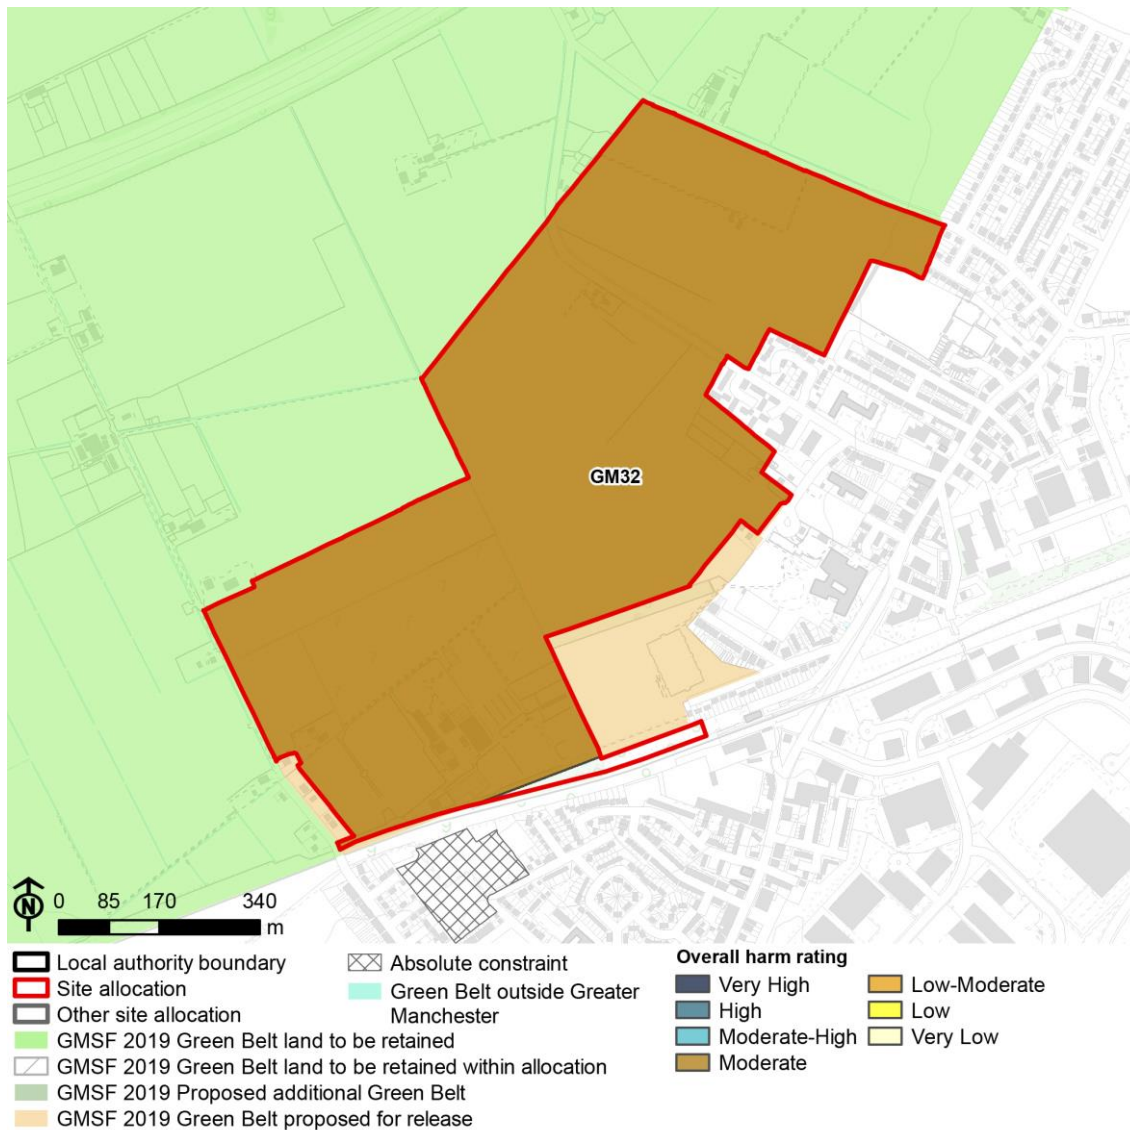 GM32
N
0 85 170 340
m
Local authority boundary
Site allocation
Other site allocation
GMSF 2019 Green Belt land to be retained
GMSF 2019 Green Belt land to be retained within allocation
GMSF 2019 Proposed additional Green Belt
GMSF 2019 Green Belt proposed for release
Absolute constraint
Green Belt outside Greater
Manchester
Overall harm rating
Very High
High
Moderate-High
Moderate
Low-Moderate
Low
Very Low